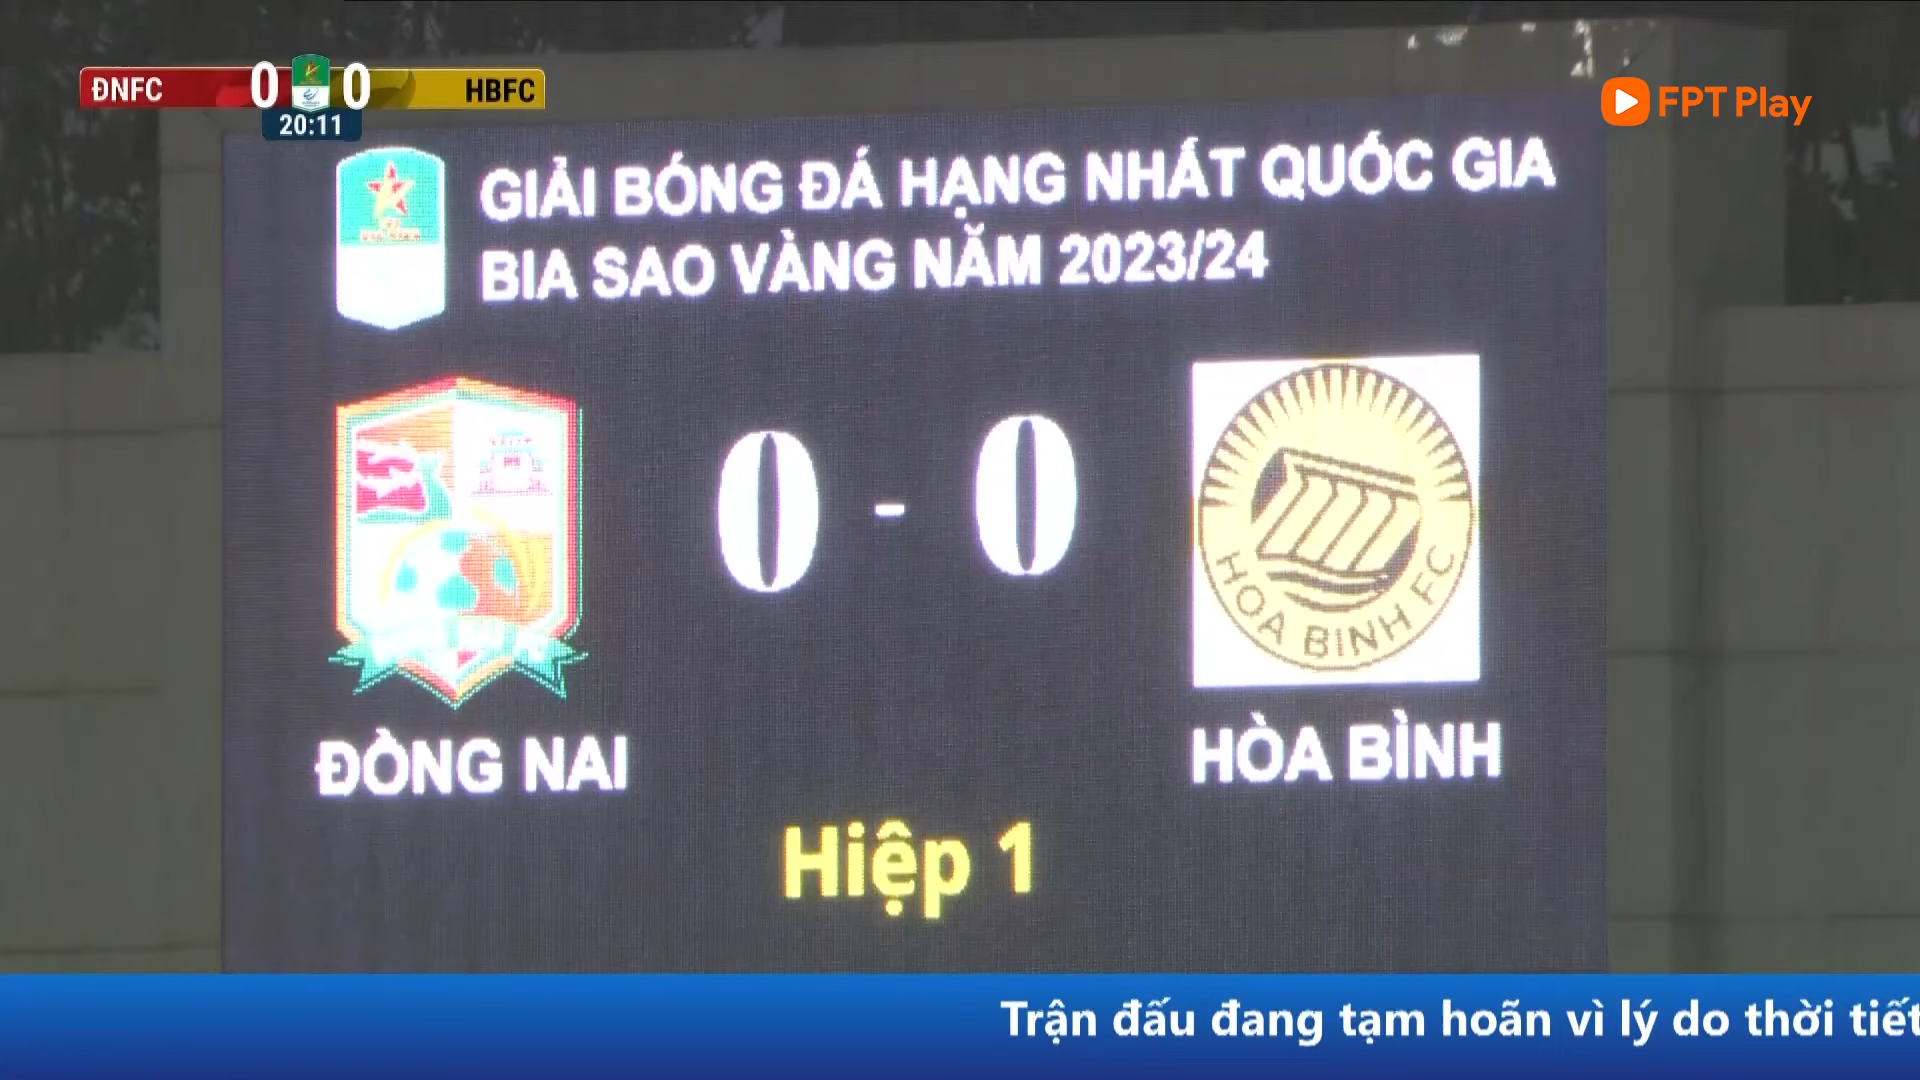 ĐNFC 0 0 HBFC
20:11
FPT Play
GIẢI BÓNG ĐÁ HẠNG NHẤT QUỐC GIA
BIA SAO VÀNG NĂM 2023/24
0 - 0
HOA BINH FC
ĐỒNG NAI
HÒA BÌNH
Hiệp 1
Trận đấu đang tạm hoãn vì lý do thời tiết